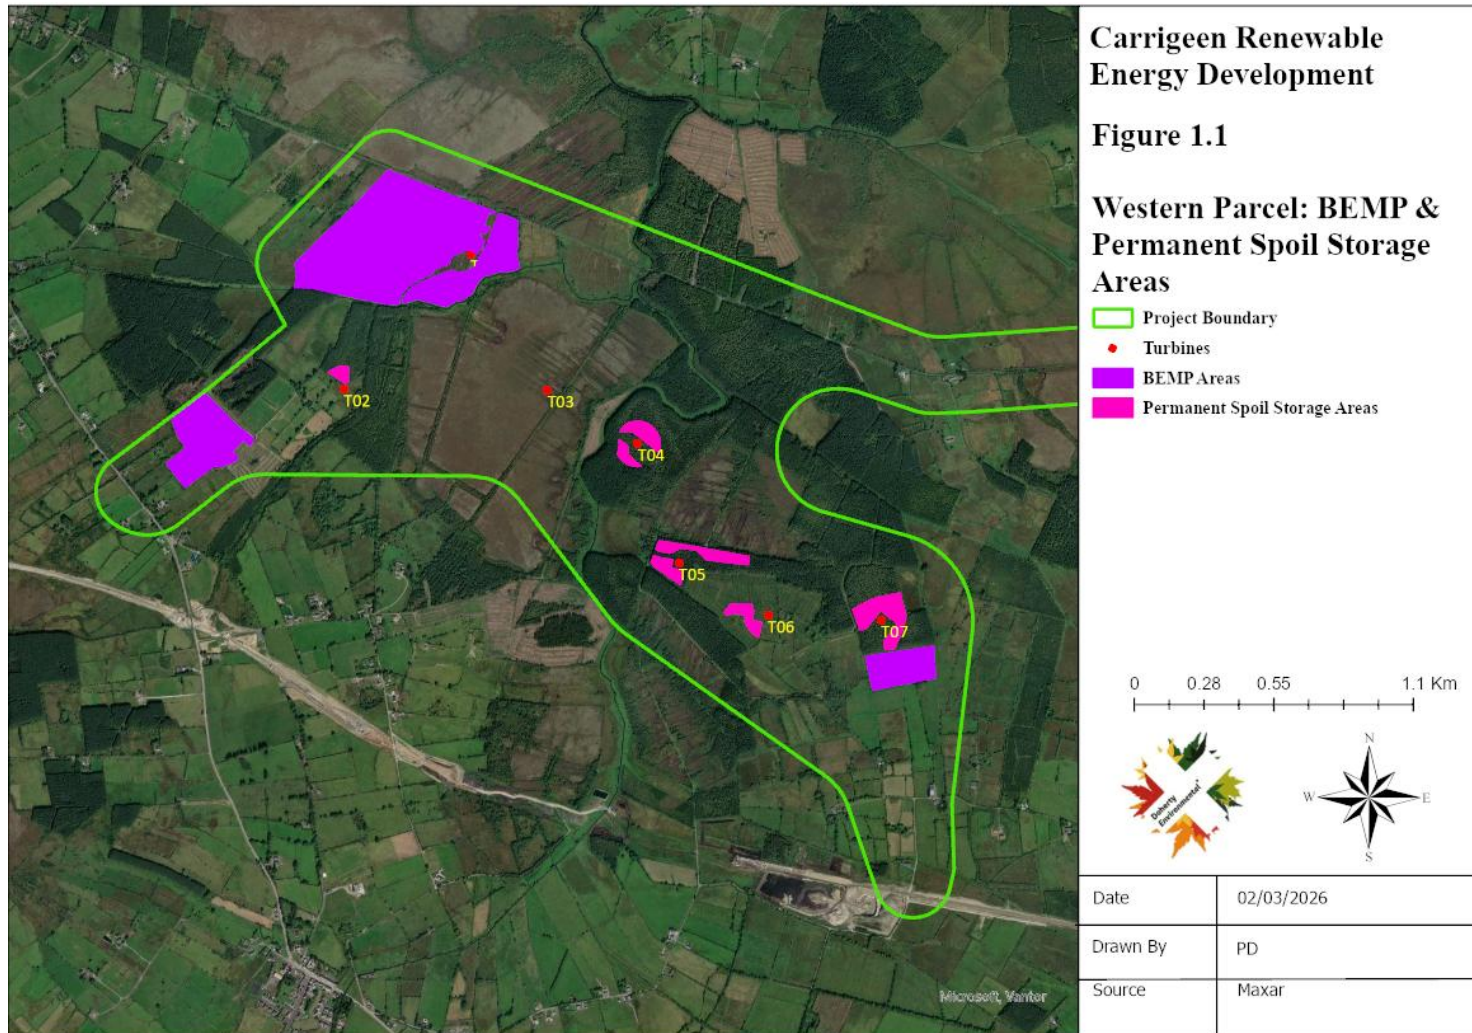 Carrigeen Renewable
Energy Development
Figure 1.1
Western Parcel: BEMP &
Permanent Spoil Storage
Areas
Project Boundary
Turbines
BEMP Areas
Permanent Spoil Storage Areas
T
T02
T03
T04
T05
T06
T07
0 0.28 0.55 1.1 Km
Doherty
Environmental
N
W E
S
Date 02/03/2026
Drawn By PD
Source Maxar
Microsoft, Vantor